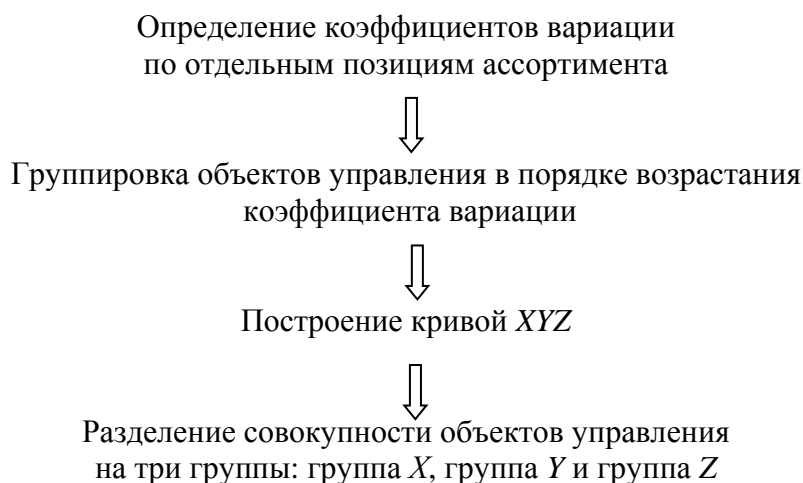 Определение коэффициентов вариации
по отдельным позициям ассортимента
Группировка объектов управления в порядке возрастания
коэффициента вариации
Построение кривой XYZ
Разделение совокупности объектов управления
на три группы: группа X, группа Y и группа Z